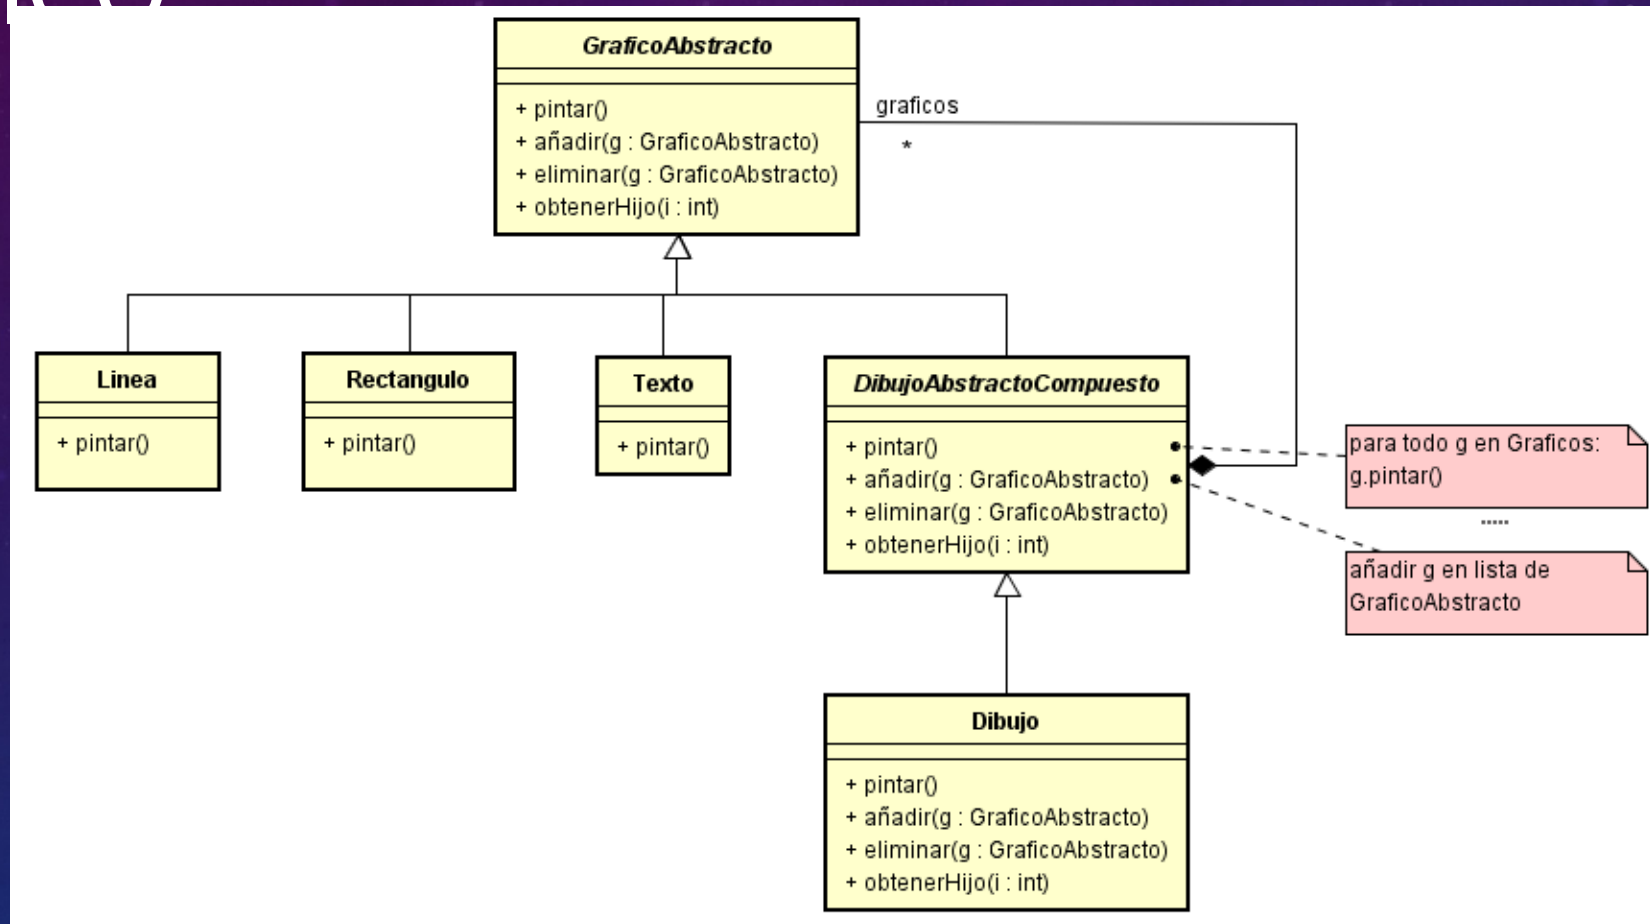 GraficoAbstracto
+ pintar()
+ añadir(g : GraficoAbstracto)
+ eliminar(g : GraficoAbstracto)
+ obtenerHijo(i : int)
graficos
*
Linea
+ pintar()
Rectangulo
+ pintar()
Texto
+ pintar()
DibujoAbstractoCompuesto
+ pintar()
+ añadir(g : GraficoAbstracto)
+ eliminar(g : GraficoAbstracto)
+ obtenerHijo(i : int)
para todo g en Graficos:
g.pintar()
.....
añadir g en lista de
GraficoAbstracto
Dibujo
+ pintar()
+ añadir(g : GraficoAbstracto)
+ eliminar(g : GraficoAbstracto)
+ obtenerHijo(i : int)